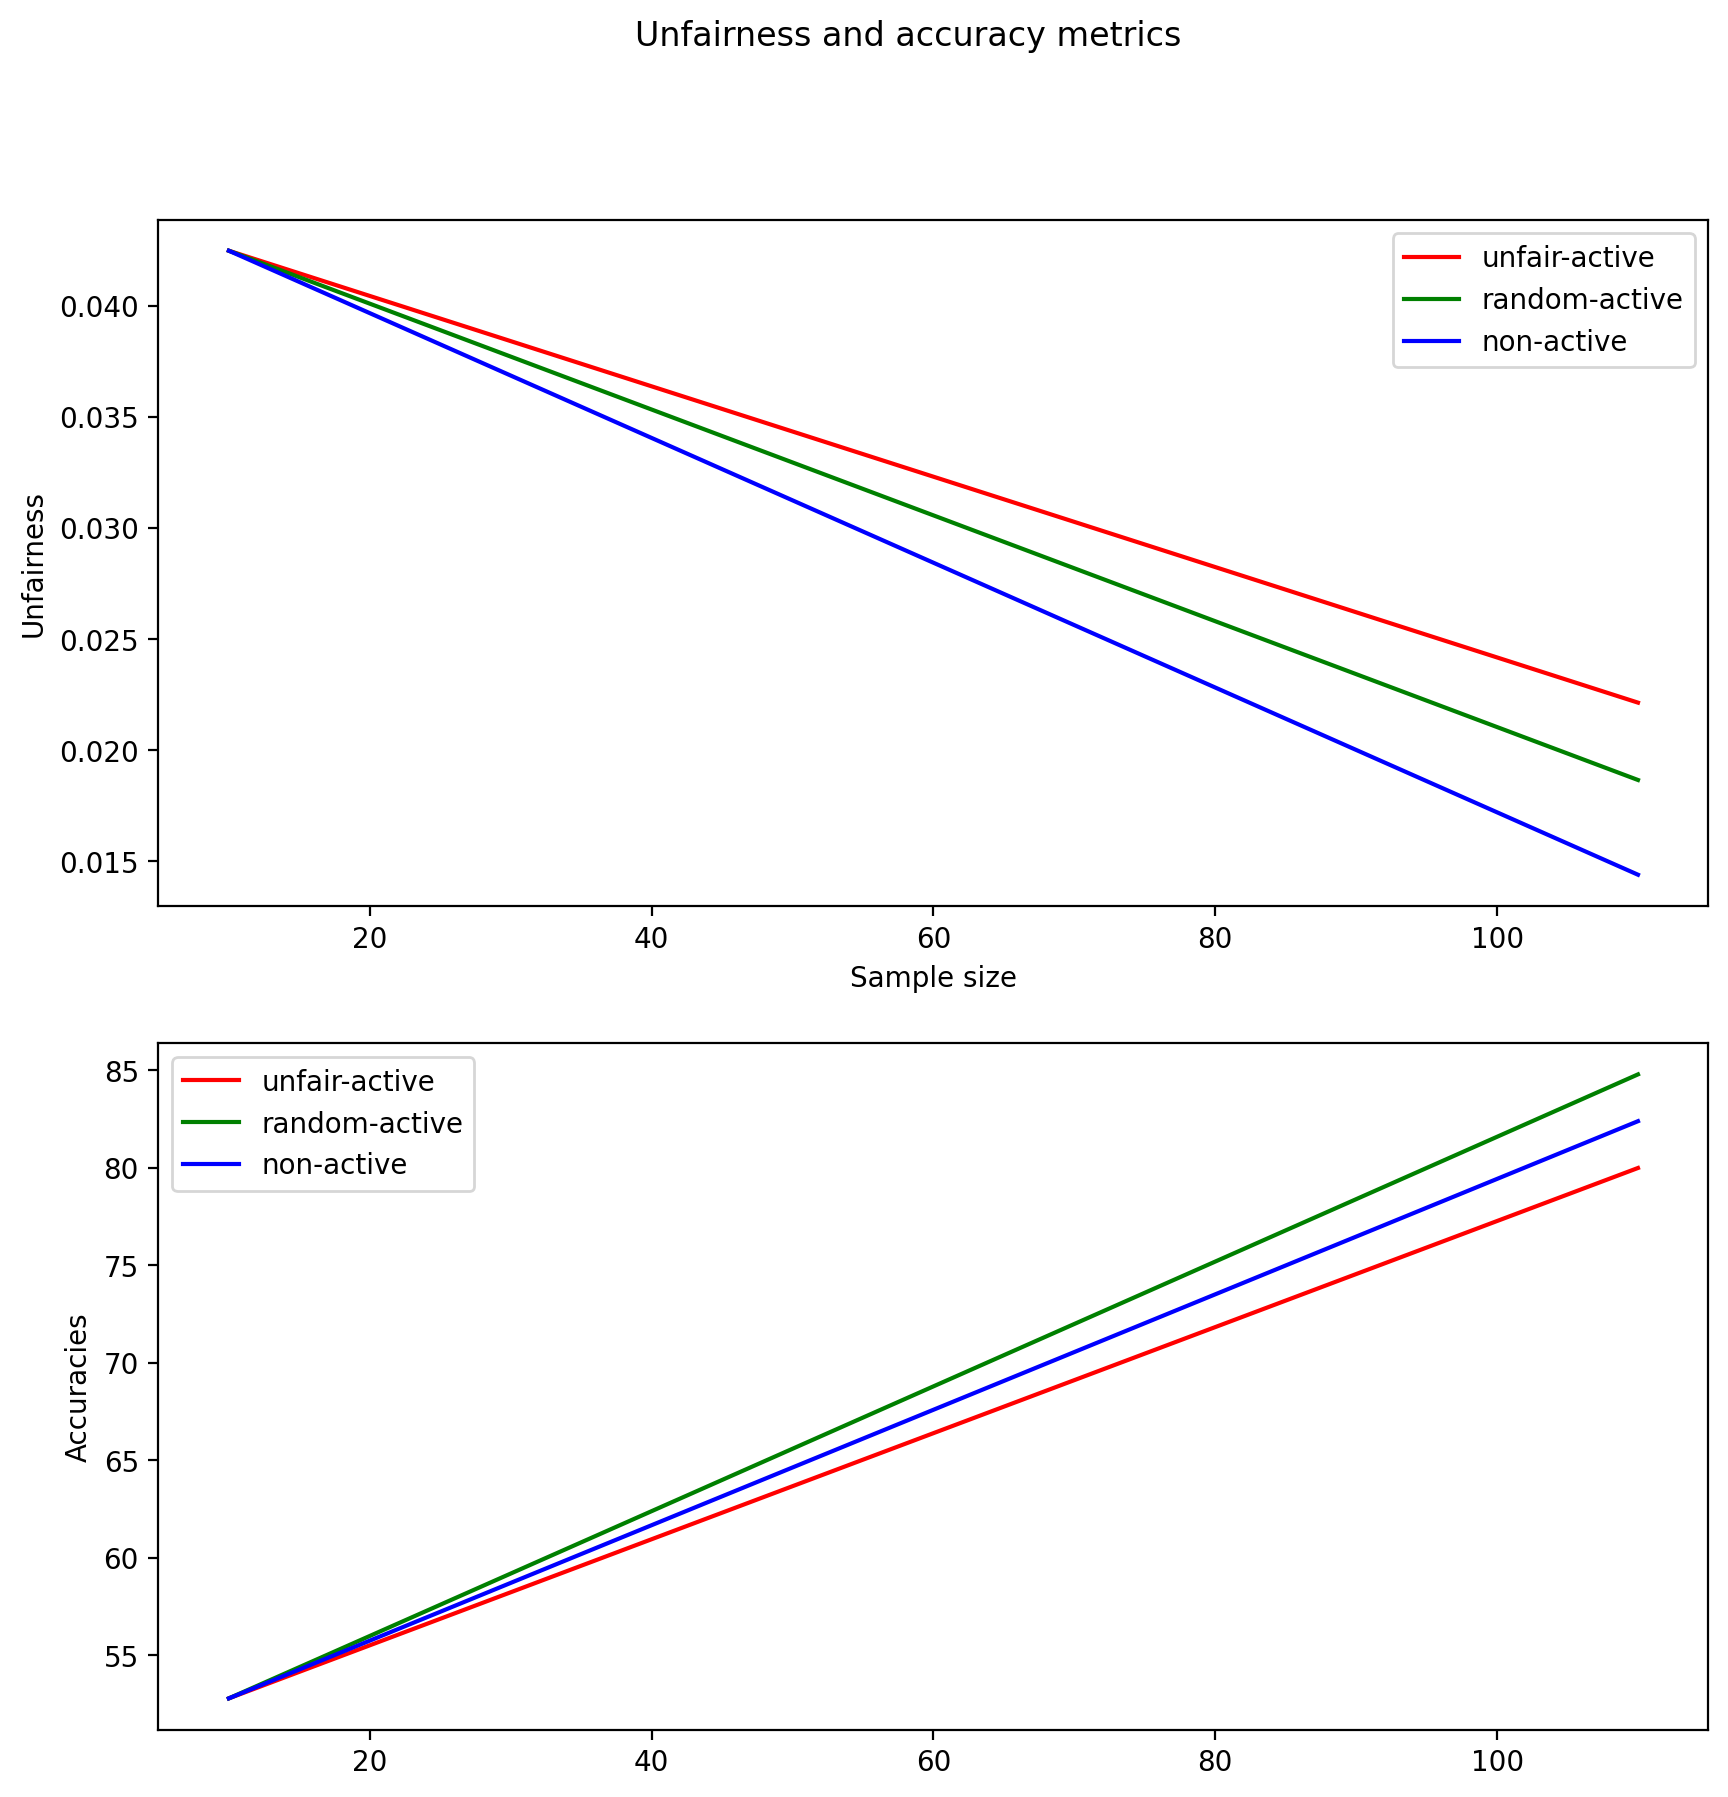 Unfairness and accuracy metrics
unfair-active
random-active
non-active
0.040
0.035
0.030
0.025
0.020
0.015
Unfairness
20 40 60 80 100
Sample size
unfair-active
random-active
non-active
85
80
75
70
65
60
55
Accuracies
20 40 60 80 100